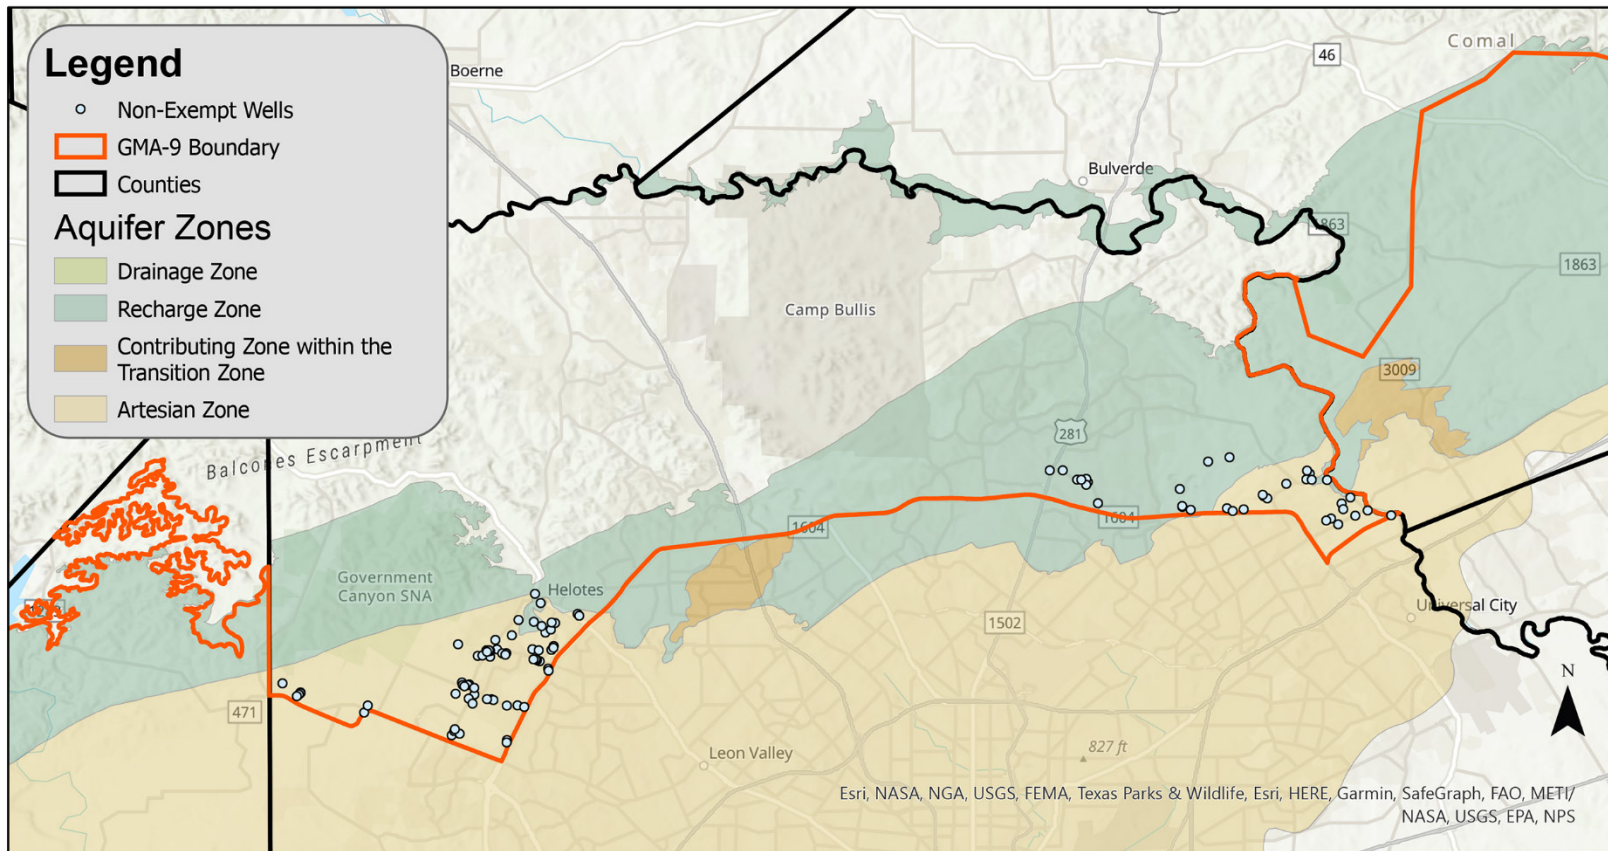 Legend
Non-Exempt Wells
GMA-9 Boundary
Counties
Aquifer Zones
Drainage Zone
Recharge Zone
Contributing Zone within the
Transition Zone
Artesian Zone
Boerne
Comal
46
Bulverde
1863
1863
Camp Bullis
3009
281
Balcones Escarpment
1604
1604
Government
Canyon SNA
Helotes
1502
Universal City
471
Leon Valley
827 ft
N
Esri, NASA, NGA, USGS, FEMA, Texas Parks & Wildlife, Esri, HERE, Garmin, SafeGraph, FAO, METI/
NASA, USGS, EPA, NPS